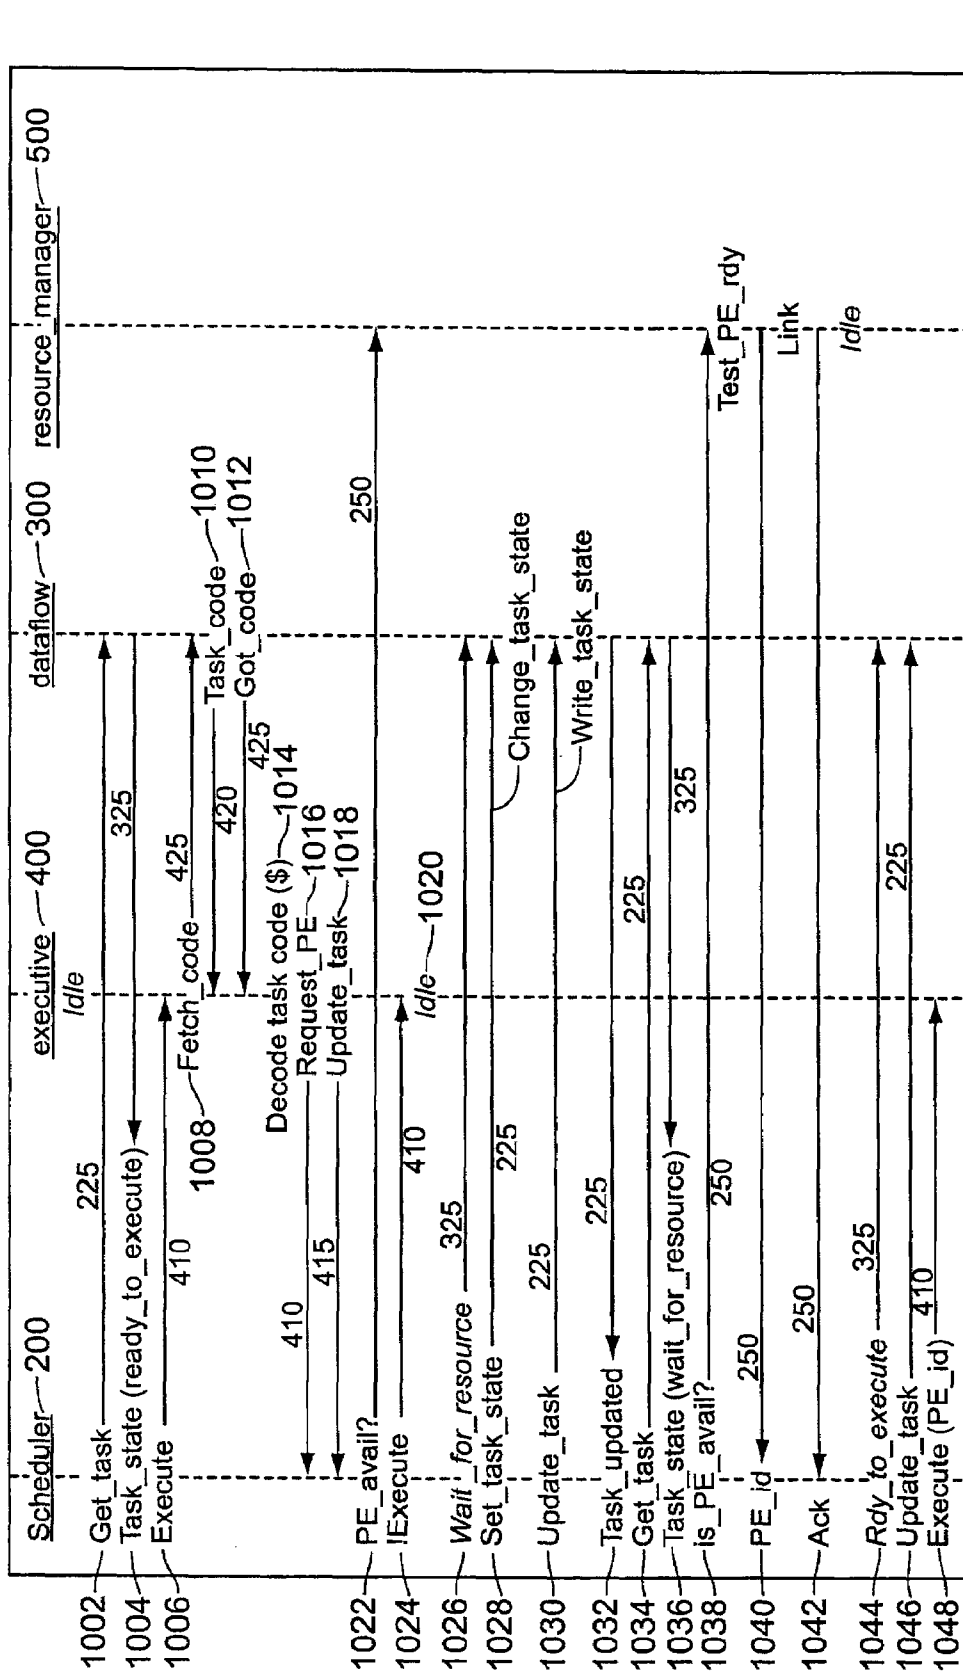 Scheduler 200 executive 400 dataflow 300 resource_manager 500
Idle
1002 Get_task 225
1004 Task_state (ready_to_execute) 325
1006 Execute 410
1008 Fetch_code 425
420 Task_code 1010
425 Got_code 1012
Decode task code ($) 1014
410 Request_PE 1016
415 Update_task 1018
1022 PE_avail? 250
1024 !Execute 410
Idle 1020
1026 Wait_for_resource 325
1028 Set_task_state 225 Change_task_state
1030 Update_task 225 Write_task_state
1032 Task_updated 225
1034 Get_task 225
1036 Task_state (wait_for_resource) 325
1038 is_PE_avail? 250 Test_PE_rdy
1040 PE_id 250
Link
1042 Ack 250
Idle
1044 Rdy_to_execute 325
1046 Update_task 225
1048 Execute (PE_id) 410